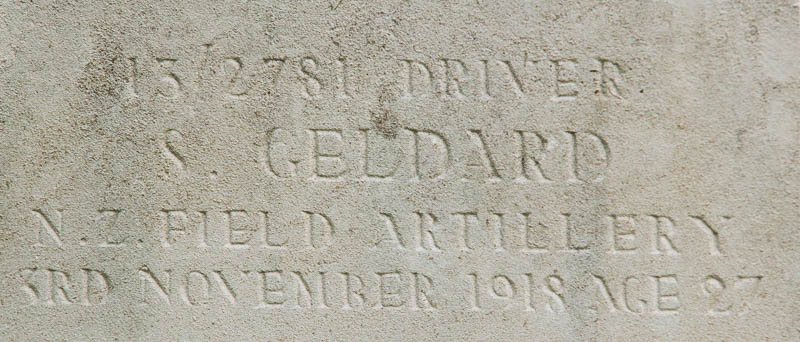 13/2781 DRIVER
S. GELDARD
N.Z. FIELD ARTILLERY
3RD NOVEMBER 1918 AGE 27